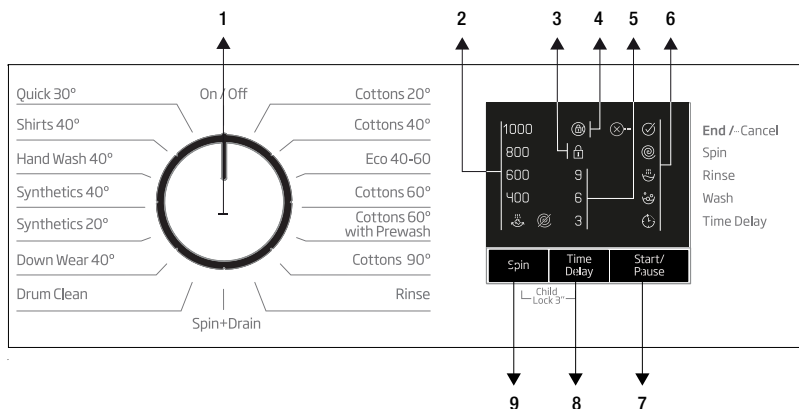 1
2
3
4
5
6
On / Off
Quick 30°
Shirts 40°
Hand Wash 40°
Synthetics 40°
Synthetics 20°
Down Wear 40°
Drum Clean
Spin+Drain
Cottons 20°
Cottons 40°
Eco 40-60
Cottons 60°
Cottons 60°
with Prewash
Cottons 90°
Rinse
1000
800
600
400
9
6
3
End / Cancel
Spin
Rinse
Wash
Time Delay
Spin
Time
Delay
Start/
Pause
Child
Lock 3"
9
8
7